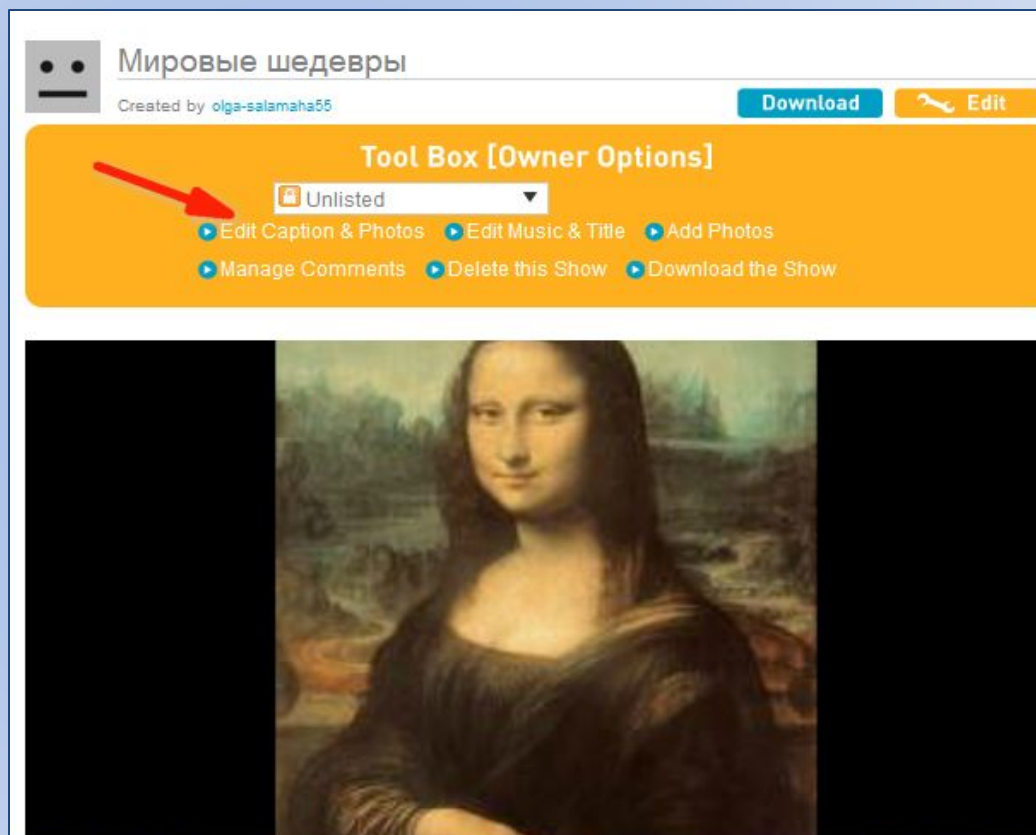 Мировые шедевры
Created by olga-salamaha55
Download Edit
Tool Box [Owner Options]
Unlisted
Edit Caption & Photos Edit Music & Title Add Photos
Manage Comments Delete this Show Download the Show